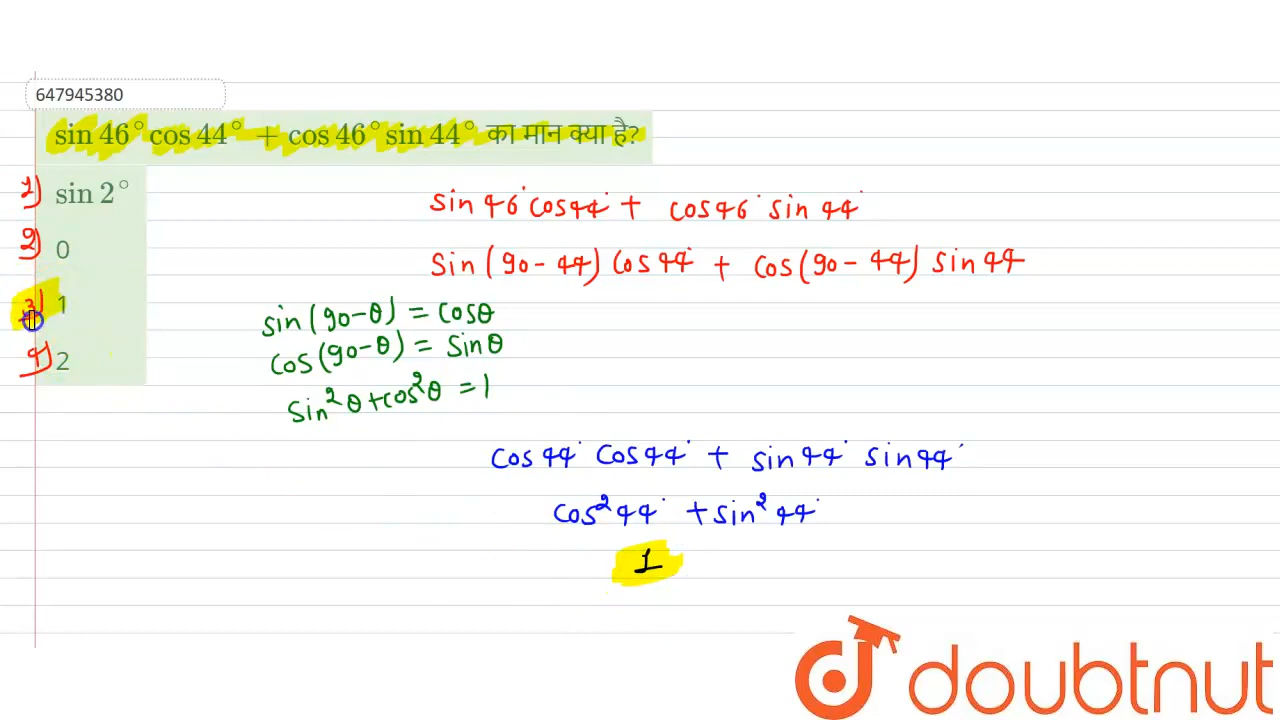 647945380
sin 46° cos 44° + cos 46° sin 44° का मान क्या है?
1) sin 2°
2) 0
3) 1
4) 2
sin 46° cos 44° + cos 46° sin 44°
sin(90-44) cos 44° + cos(90-44) sin 44
sin(90-θ) = cosθ
cos(90-θ) = sinθ
sin²θ+cos²θ =1
cos 44° cos 44° + sin 44° sin 44°
cos² 44° + sin² 44°
1
doubtnut